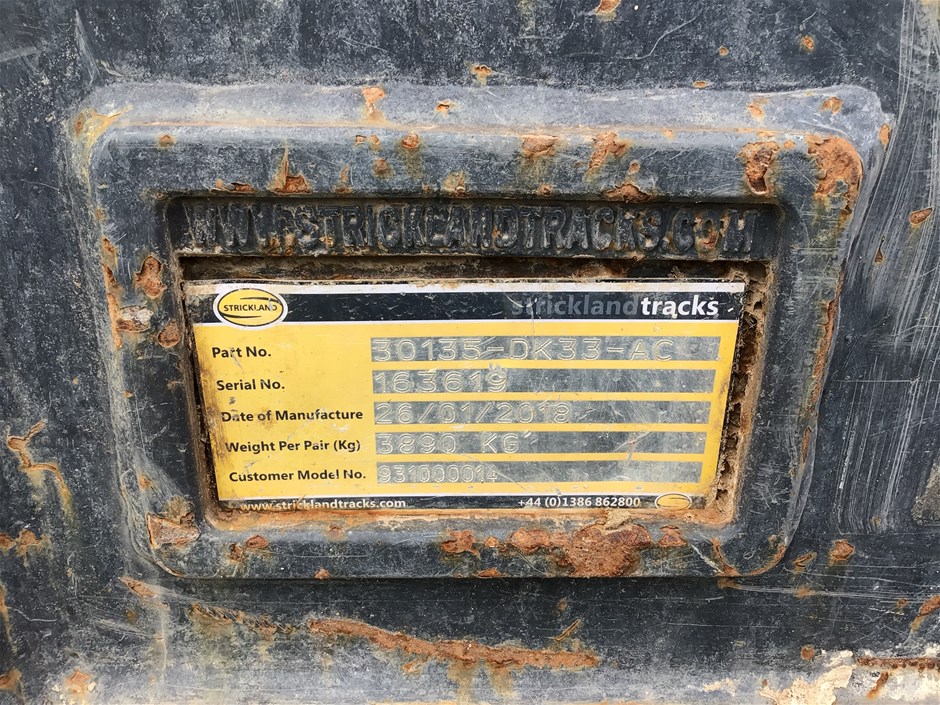 WWW.STRICKLANDTRACKS.COM
STRICKLAND
stricklandtracks
Part No. 30135-DK33-AC
Serial No. 163619
Date of Manufacture 26/01/2018
Weight Per Pair (Kg) 3890 KG
Customer Model No. 931000014
www.stricklandtracks.com +44 (0)1386 862800